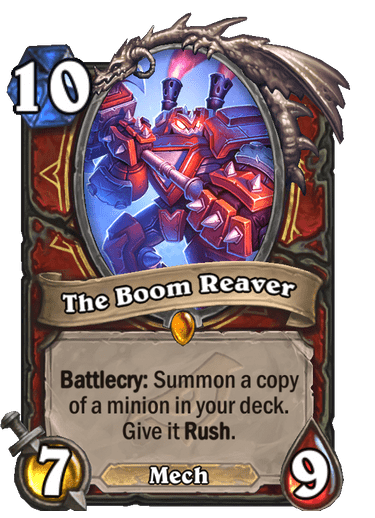 10
The Boom Reaver
Battlecry: Summon a copy
of a minion in your deck.
Give it Rush.
7
Mech
9